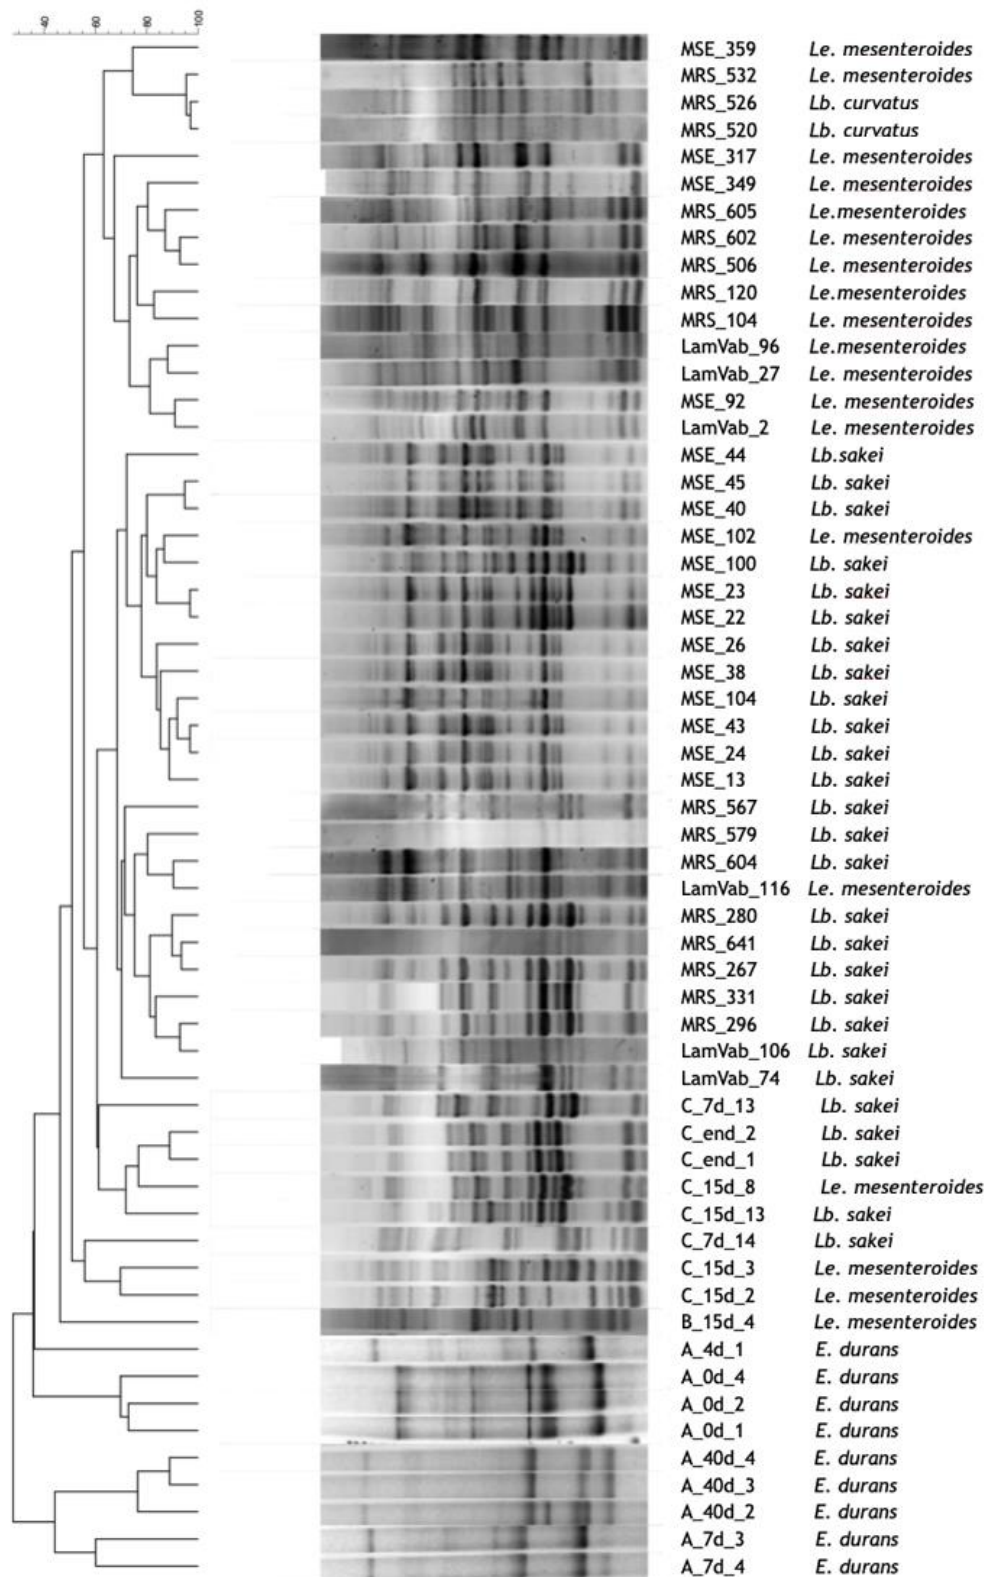 40 60 80 100
MSE_359 Le. mesenteroides
MRS_532 Le. mesenteroides
MRS_526 Lb. curvatus
MRS_520 Lb. curvatus
MSE_317 Le. mesenteroides
MSE_349 Le. mesenteroides
MRS_605 Le.mesenteroides
MRS_602 Le. mesenteroides
MRS_506 Le. mesenteroides
MRS_120 Le.mesenteroides
MRS_104 Le. mesenteroides
LamVab_96 Le.mesenteroides
LamVab_27 Le. mesenteroides
MSE_92 Le. mesenteroides
LamVab_2 Le. mesenteroides
MSE_44 Lb.sakei
MSE_45 Lb. sakei
MSE_40 Lb. sakei
MSE_102 Le. mesenteroides
MSE_100 Lb. sakei
MSE_23 Lb. sakei
MSE_22 Lb. sakei
MSE_26 Lb. sakei
MSE_38 Lb. sakei
MSE_104 Lb. sakei
MSE_43 Lb. sakei
MSE_24 Lb. sakei
MSE_13 Lb. sakei
MRS_567 Lb. sakei
MRS_579 Lb. sakei
MRS_604 Lb. sakei
LamVab_116 Le. mesenteroides
MRS_280 Lb. sakei
MRS_641 Lb. sakei
MRS_267 Lb. sakei
MRS_331 Lb. sakei
MRS_296 Lb. sakei
LamVab_106 Lb. sakei
LamVab_74 Lb. sakei
C_7d_13 Lb. sakei
C_end_2 Lb. sakei
C_end_1 Lb. sakei
C_15d_8 Le. mesenteroides
C_15d_13 Lb. sakei
C_7d_14 Lb. sakei
C_15d_3 Le. mesenteroides
C_15d_2 Le. mesenteroides
B_15d_4 Le. mesenteroides
A_4d_1 E. durans
A_0d_4 E. durans
A_0d_2 E. durans
A_0d_1 E. durans
A_40d_4 E. durans
A_40d_3 E. durans
A_40d_2 E. durans
A_7d_3 E. durans
A_7d_4 E. durans